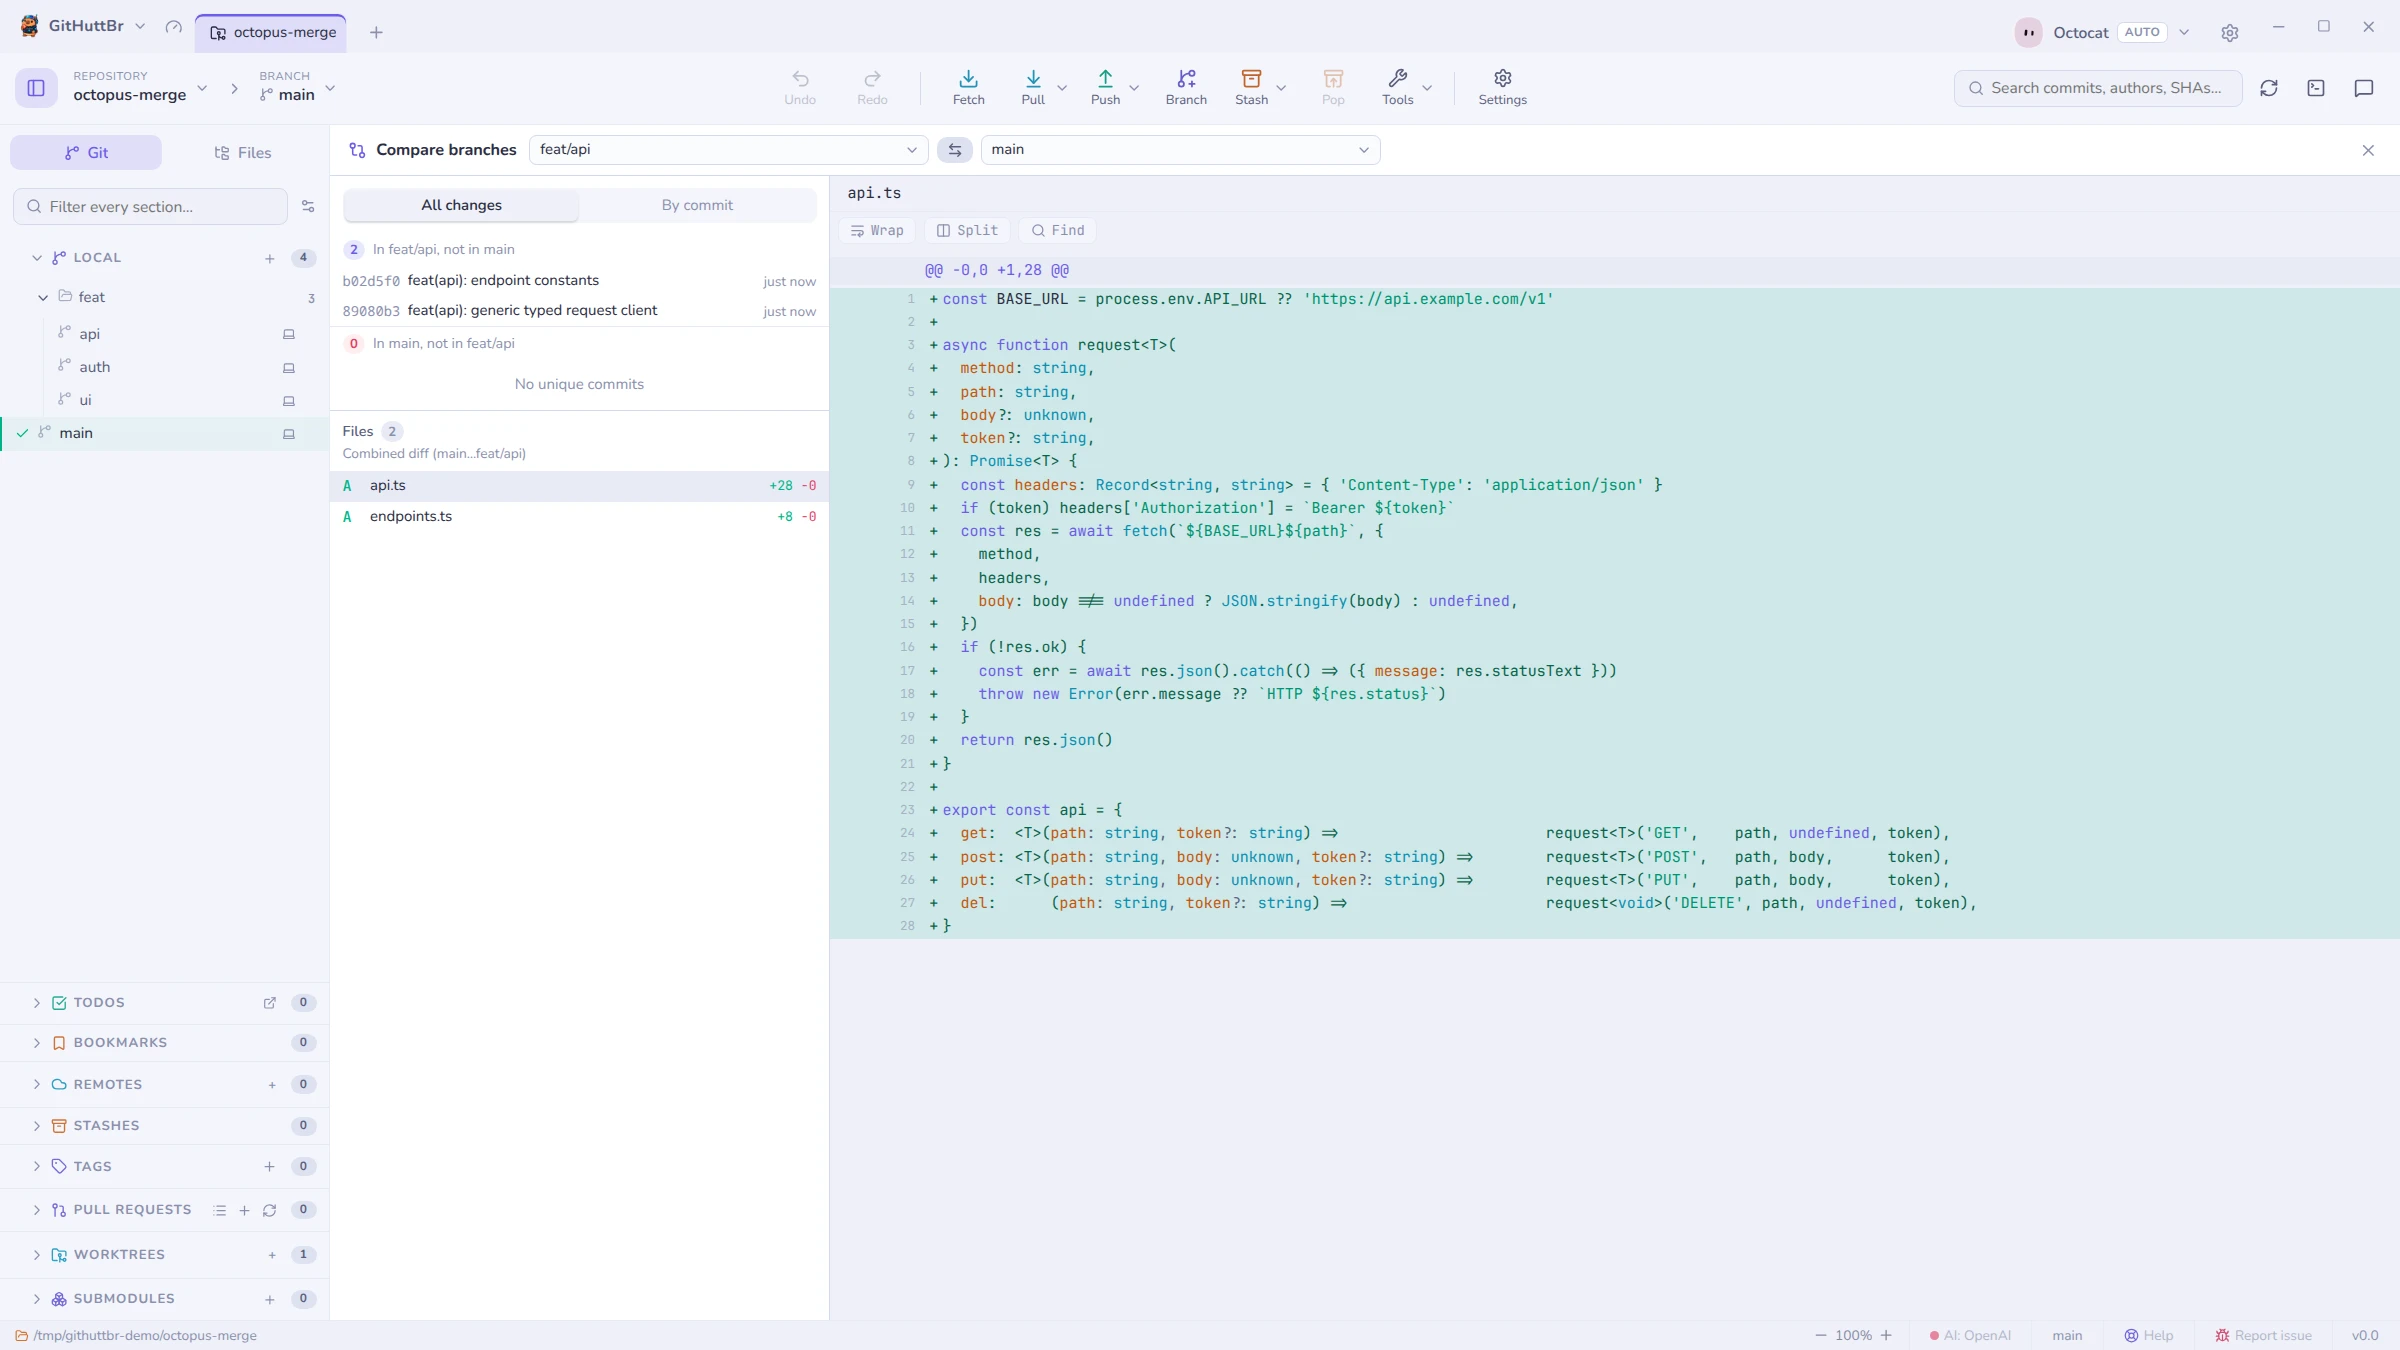 GitHuttBr
octopus-merge
Octocat AUTO
REPOSITORY
octopus-merge
BRANCH
main
Undo
Redo
Fetch
Pull
Push
Branch
Stash
Pop
Tools
Settings
Search commits, authors, SHAs...
Git
Files
Filter every section...
LOCAL 4
feat 3
api
auth
ui
main
TODOS 0
BOOKMARKS 0
REMOTES + 0
STASHES 0
TAGS + 0
PULL REQUESTS + 0
WORKTREES + 1
SUBMODULES + 0
Compare branches
feat/api
main
All changes
By commit
2 In feat/api, not in main
b02d5f0 feat(api): endpoint constants just now
89080b3 feat(api): generic typed request client just now
0 In main, not in feat/api
No unique commits
Files 2
Combined diff (main...feat/api)
A api.ts +28 -0
A endpoints.ts +8 -0
api.ts
Wrap
Split
Find
@@ -0,0 +1,28 @@
1 +const BASE_URL = process.env.API_URL ?? 'https://api.example.com/v1'
2 +
3 +async function request<T>(
4 +  method: string,
5 +  path: string,
6 +  body?: unknown,
7 +  token?: string,
8 +): Promise<T> {
9 +  const headers: Record<string, string> = { 'Content-Type': 'application/json' }
10 +  if (token) headers['Authorization'] = `Bearer ${token}`
11 +  const res = await fetch(`${BASE_URL}${path}`, {
12 +    method,
13 +    headers,
14 +    body: body !== undefined ? JSON.stringify(body) : undefined,
15 +  })
16 +  if (!res.ok) {
17 +    const err = await res.json().catch(() => ({ message: res.statusText }))
18 +    throw new Error(err.message ?? `HTTP ${res.status}`)
19 +  }
20 +  return res.json()
21 +}
22 +
23 +export const api = {
24 +  get:  <T>(path: string, token?: string) =>                       request<T>('GET',    path, undefined, token),
25 +  post: <T>(path: string, body: unknown, token?: string) =>        request<T>('POST',   path, body,      token),
26 +  put:  <T>(path: string, body: unknown, token?: string) =>        request<T>('PUT',    path, body,      token),
27 +  del:      (path: string, token?: string) =>                      request<void>('DELETE', path, undefined, token),
28 +}
/tmp/githuttbr-demo/octopus-merge
100%
AI: OpenAI
main
Help
Report issue
v0.0